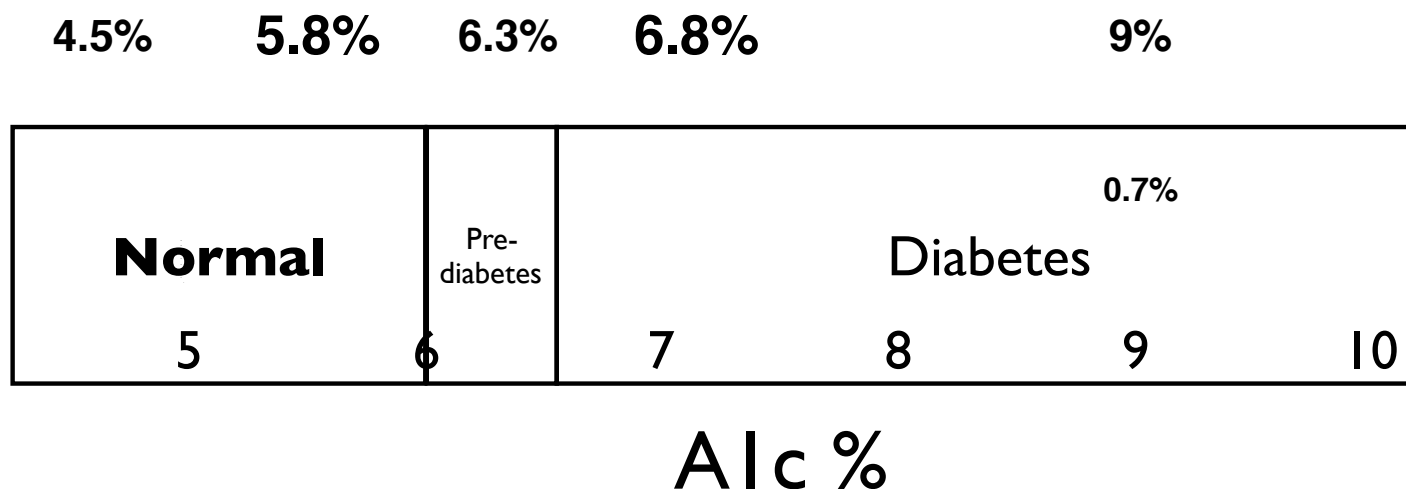 4.5% 5.8% 6.3% 6.8% 9%
0.7%
Normal Pre-
diabetes Diabetes
5 6 7 8 9 10
A1c %